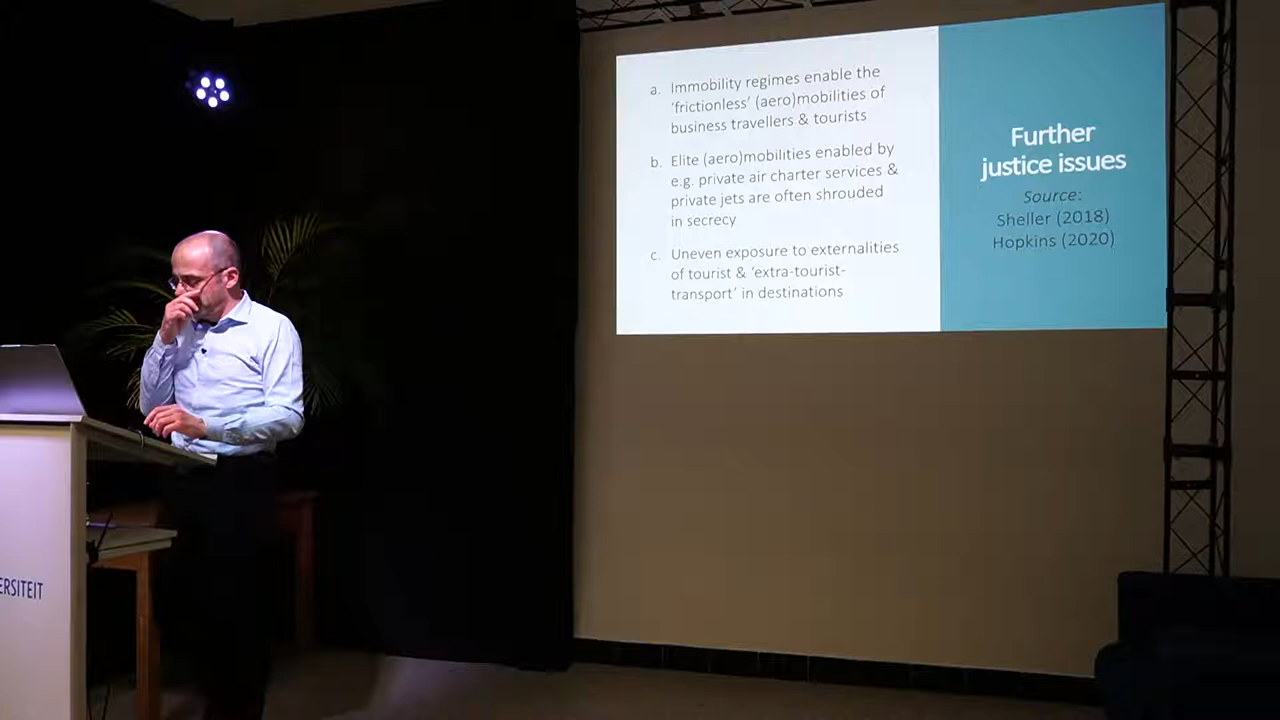 a. Immobility regimes enable the
‘frictionless’ (aero)mobilities of
business travellers & tourists
b. Elite (aero)mobilities enabled by
e.g. private air charter services &
private jets are often shrouded
in secrecy
c. Uneven exposure to externalities
of tourist & ‘extra-tourist-
transport’ in destinations
Further
justice issues
Source:
Sheller (2018)
Hopkins (2020)
ERSITEIT